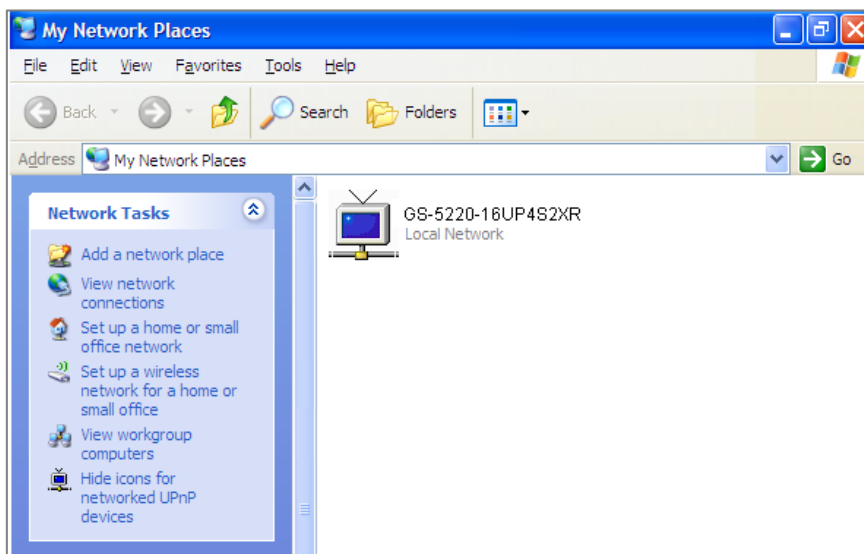 My Network Places
File Edit View Favorites Tools Help
Back Search Folders
Address My Network Places Go
Network Tasks
Add a network place
View network
connections
Set up a home or small
office network
Set up a wireless
network for a home or
small office
View workgroup
computers
Hide icons for
networked UPnP
devices
GS-5220-16UP4S2XR
Local Network